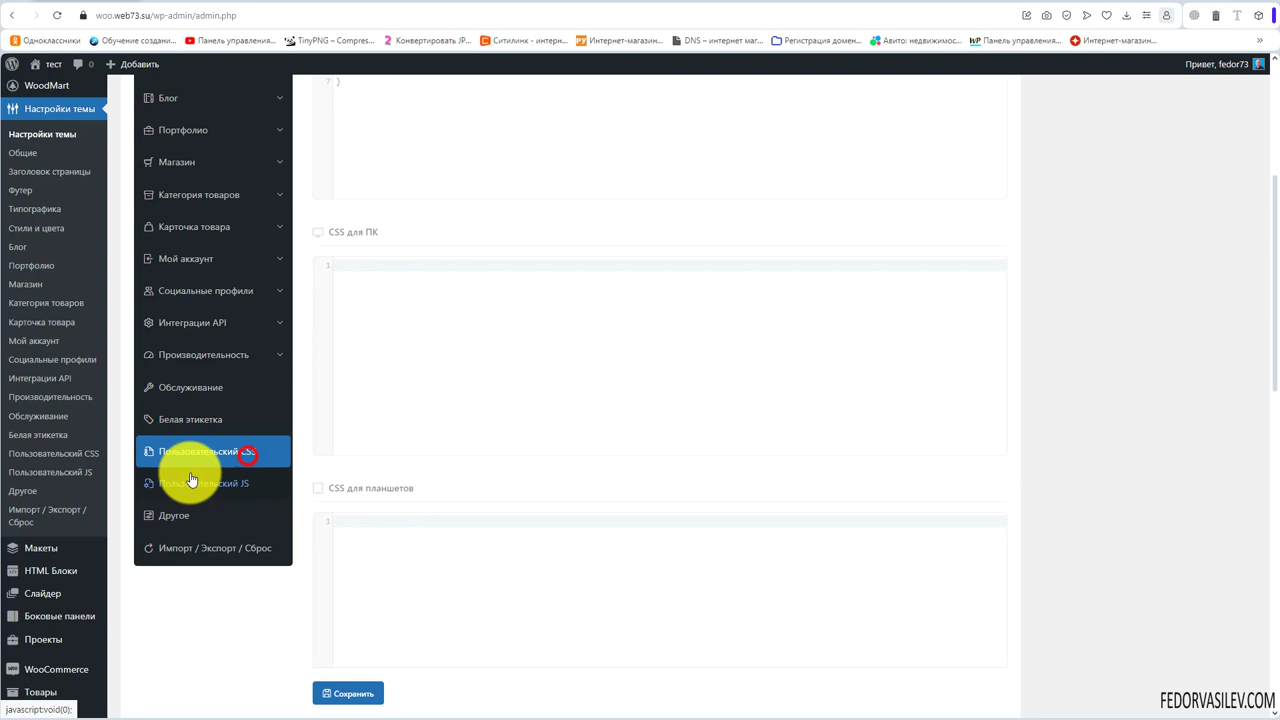 woo.web73.su/wp-admin/admin.php
Одноклассники
Обучение создани...
Панель управления...
TinyPNG – Compres...
Конвертировать JP...
Ситилинк - интерн...
Интернет-магазин...
DNS – интернет маг...
Регистрация домен...
Авито: недвижимос...
Панель управления...
Интернет-магазин...
тест
0
Добавить
Привет, fedor73
WoodMart
Настройки темы
Настройки темы
Общие
Заголовок страницы
Футер
Типографика
Стили и цвета
Блог
Портфолио
Магазин
Категория товаров
Карточка товара
Мой аккаунт
Социальные профили
Интеграции API
Производительность
Обслуживание
Белая этикетка
Пользовательский CSS
Пользовательский JS
Другое
Импорт / Экспорт /
Сброс
Макеты
HTML Блоки
Слайдер
Боковые панели
Проекты
WooCommerce
Товары
javascript:void(0);
Блог
Портфолио
Магазин
Категория товаров
Карточка товара
Мой аккаунт
Социальные профили
Интеграции API
Производительность
Обслуживание
Белая этикетка
Пользовательский CSS
Пользовательский JS
Другое
Импорт / Экспорт / Сброс
7 }
CSS для ПК
1
CSS для планшетов
1
Сохранить
FEDORVASILEV.COM